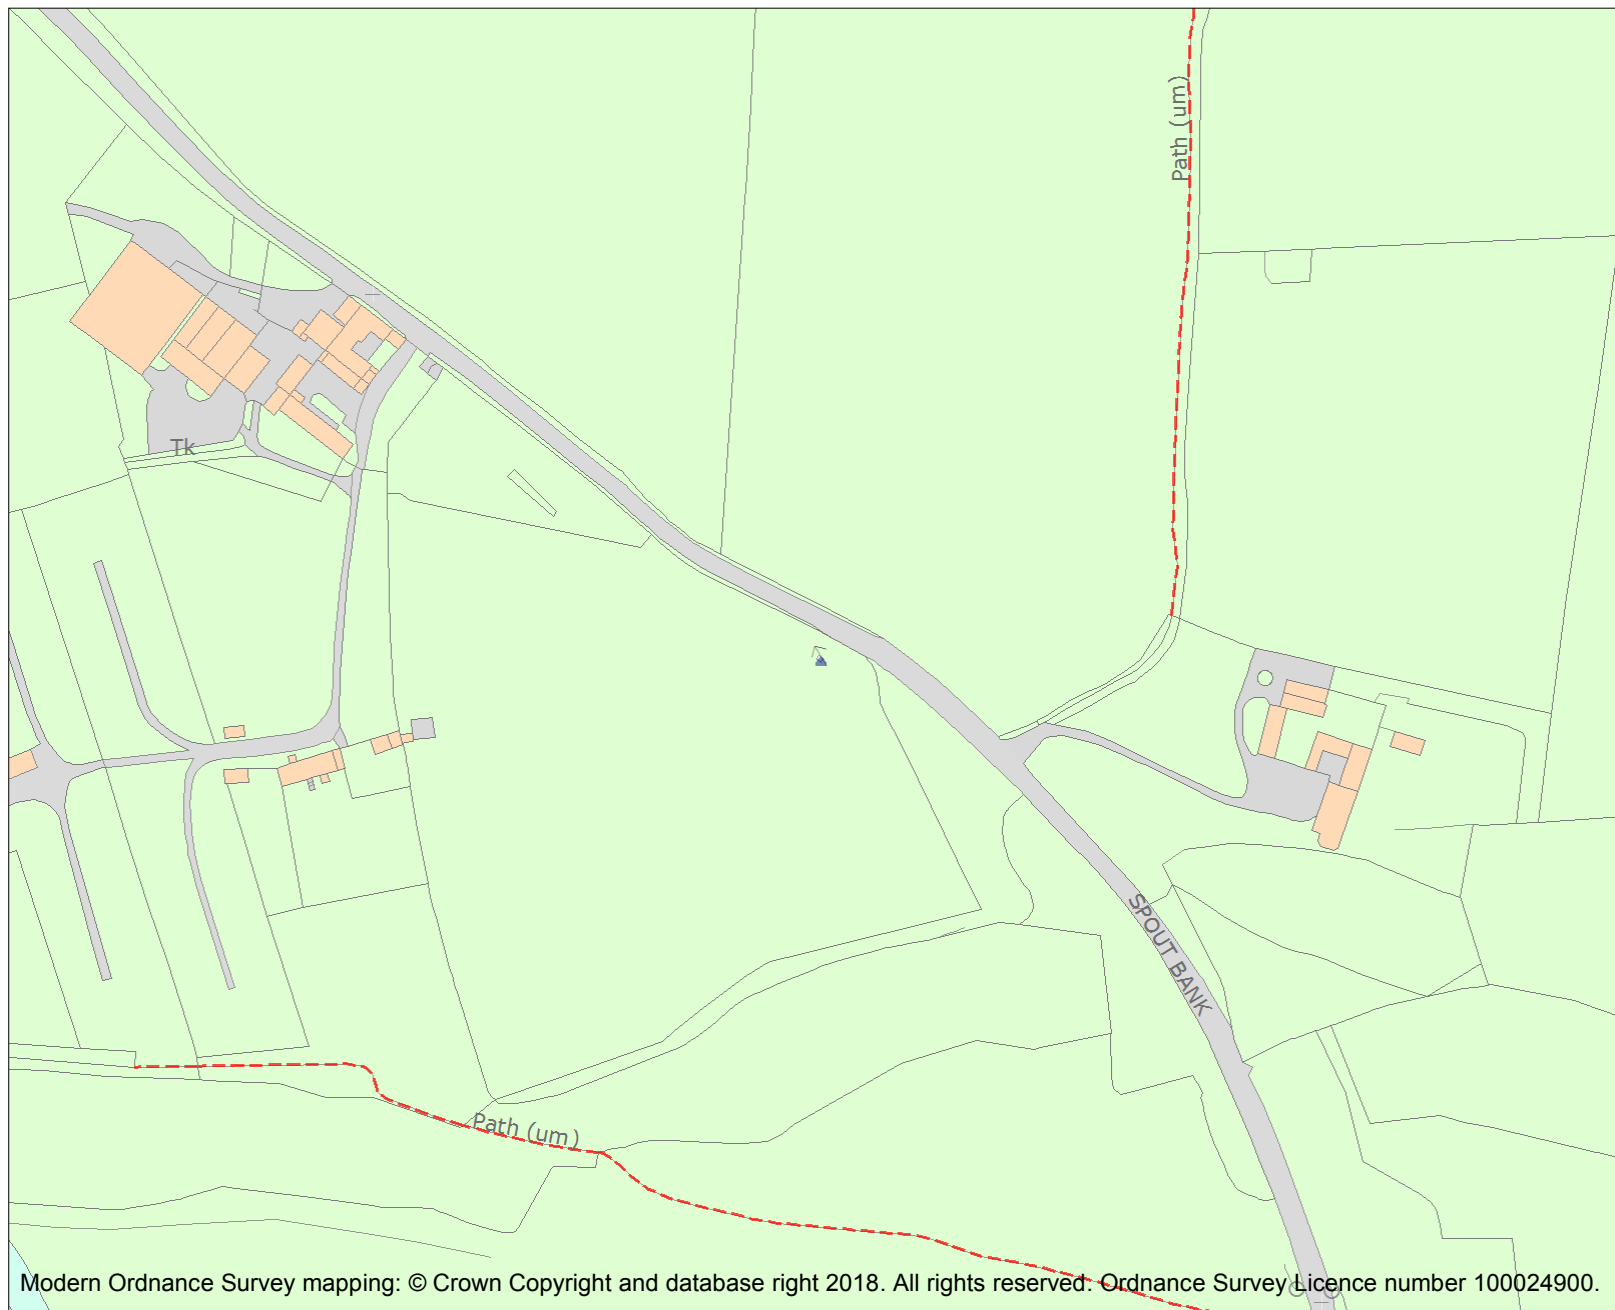 Path (um)
Tk
SPOUT BANK
Path (um)
Modern Ordnance Survey mapping: © Crown Copyright and database right 2018. All rights reserved. Ordnance Survey Licence number 100024900.